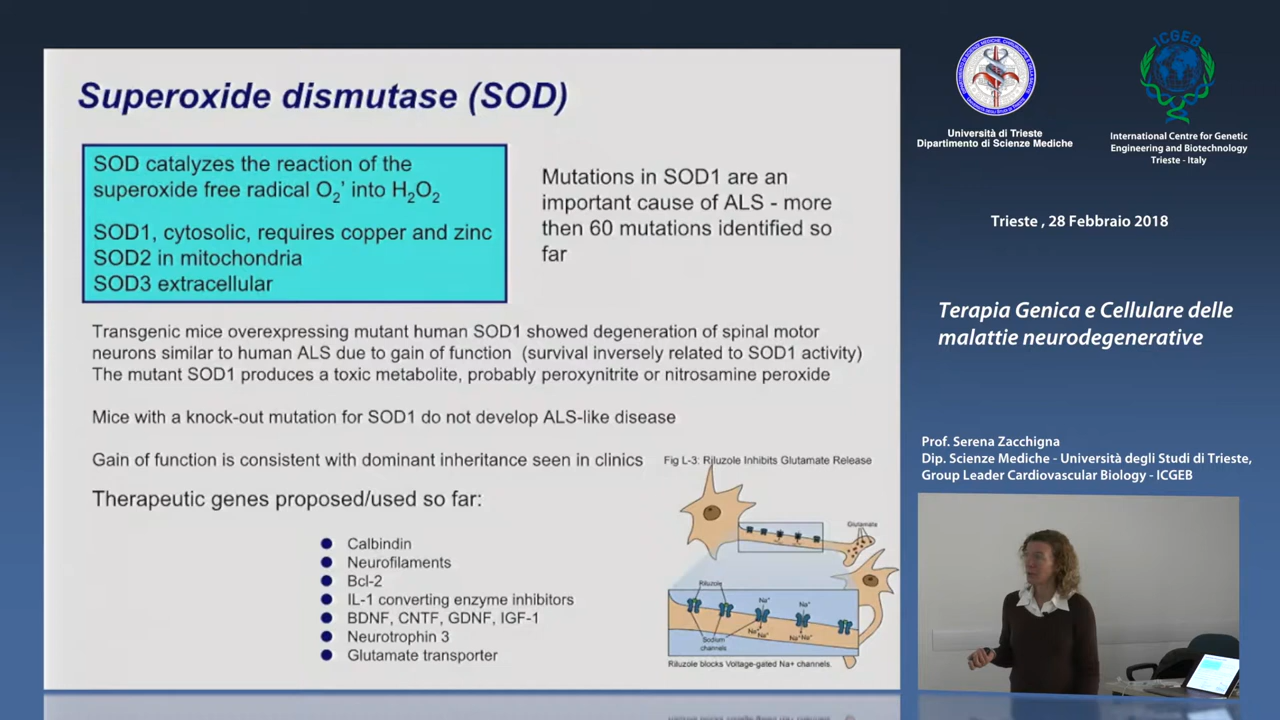 Superoxide dismutase (SOD)
SOD catalyzes the reaction of the
superoxide free radical O₂' into H₂O₂
SOD1, cytosolic, requires copper and zinc
SOD2 in mitochondria
SOD3 extracellular
Mutations in SOD1 are an
important cause of ALS - more
then 60 mutations identified so
far
Transgenic mice overexpressing mutant human SOD1 showed degeneration of spinal motor
neurons similar to human ALS due to gain of function (survival inversely related to SOD1 activity)
The mutant SOD1 produces a toxic metabolite, probably peroxynitrite or nitrosamine peroxide
Mice with a knock-out mutation for SOD1 do not develop ALS-like disease
Gain of function is consistent with dominant inheritance seen in clinics
Therapeutic genes proposed/used so far:
Calbindin
Neurofilaments
Bcl-2
IL-1 converting enzyme inhibitors
BDNF, CNTF, GDNF, IGF-1
Neurotrophin 3
Glutamate transporter
Fig L-3: Riluzole Inhibits Glutamate Release
Glutamate
Riluzole
Na⁺
Na⁺
Na⁺
Na⁺
Na⁺ Na⁺
Sodium
channels
Riluzole blocks Voltage-gated Na+ channels.
Università di Trieste
Dipartimento di Scienze Mediche
ICGEB
International Centre for Genetic
Engineering and Biotechnology
Trieste - Italy
Trieste , 28 Febbraio 2018
Terapia Genica e Cellulare delle
malattie neurodegenerative
Prof. Serena Zacchigna
Dip. Scienze Mediche - Università degli Studi di Trieste,
Group Leader Cardiovascular Biology - ICGEB